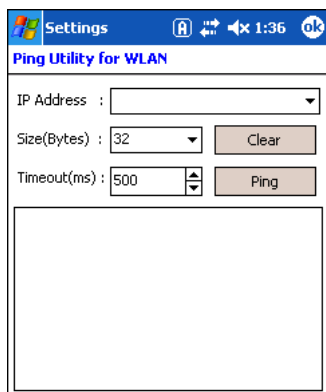 Settings A 1:36 ok
Ping Utility for WLAN
IP Address :
Size(Bytes) : 32 Clear
Timeout(ms) : 500 Ping